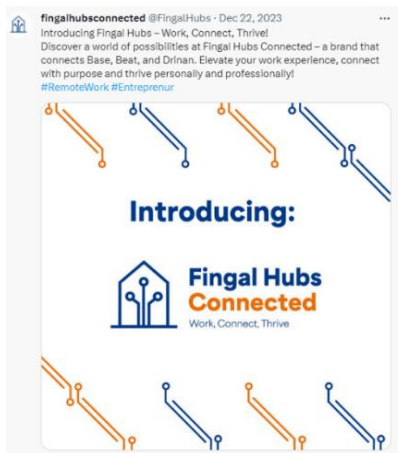 fingalhubsconnected @FingalHubs · Dec 22, 2023 ...
Introducing Fingal Hubs – Work, Connect, Thrive!
Discover a world of possibilities at Fingal Hubs Connected – a brand that
connects Base, Beat, and Drinan. Elevate your work experience, connect
with purpose and thrive personally and professionally!
#RemoteWork #Entreprenur
Introducing:
Fingal Hubs
Connected
Work, Connect, Thrive